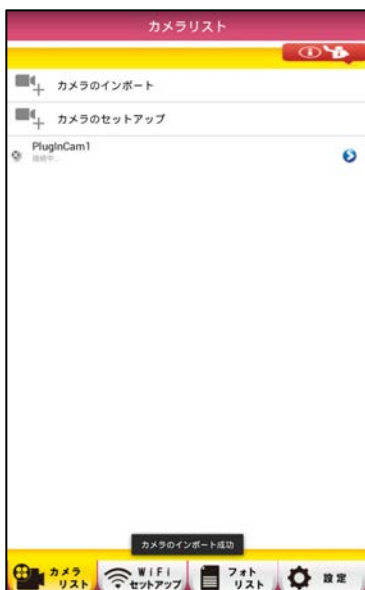 カメラリスト
カメラのインポート
カメラのセットアップ
PlugInCam1
接続中..
カメラのインポート成功
カメラ
リスト
WiFi
セットアップ
フォト
リスト
設定